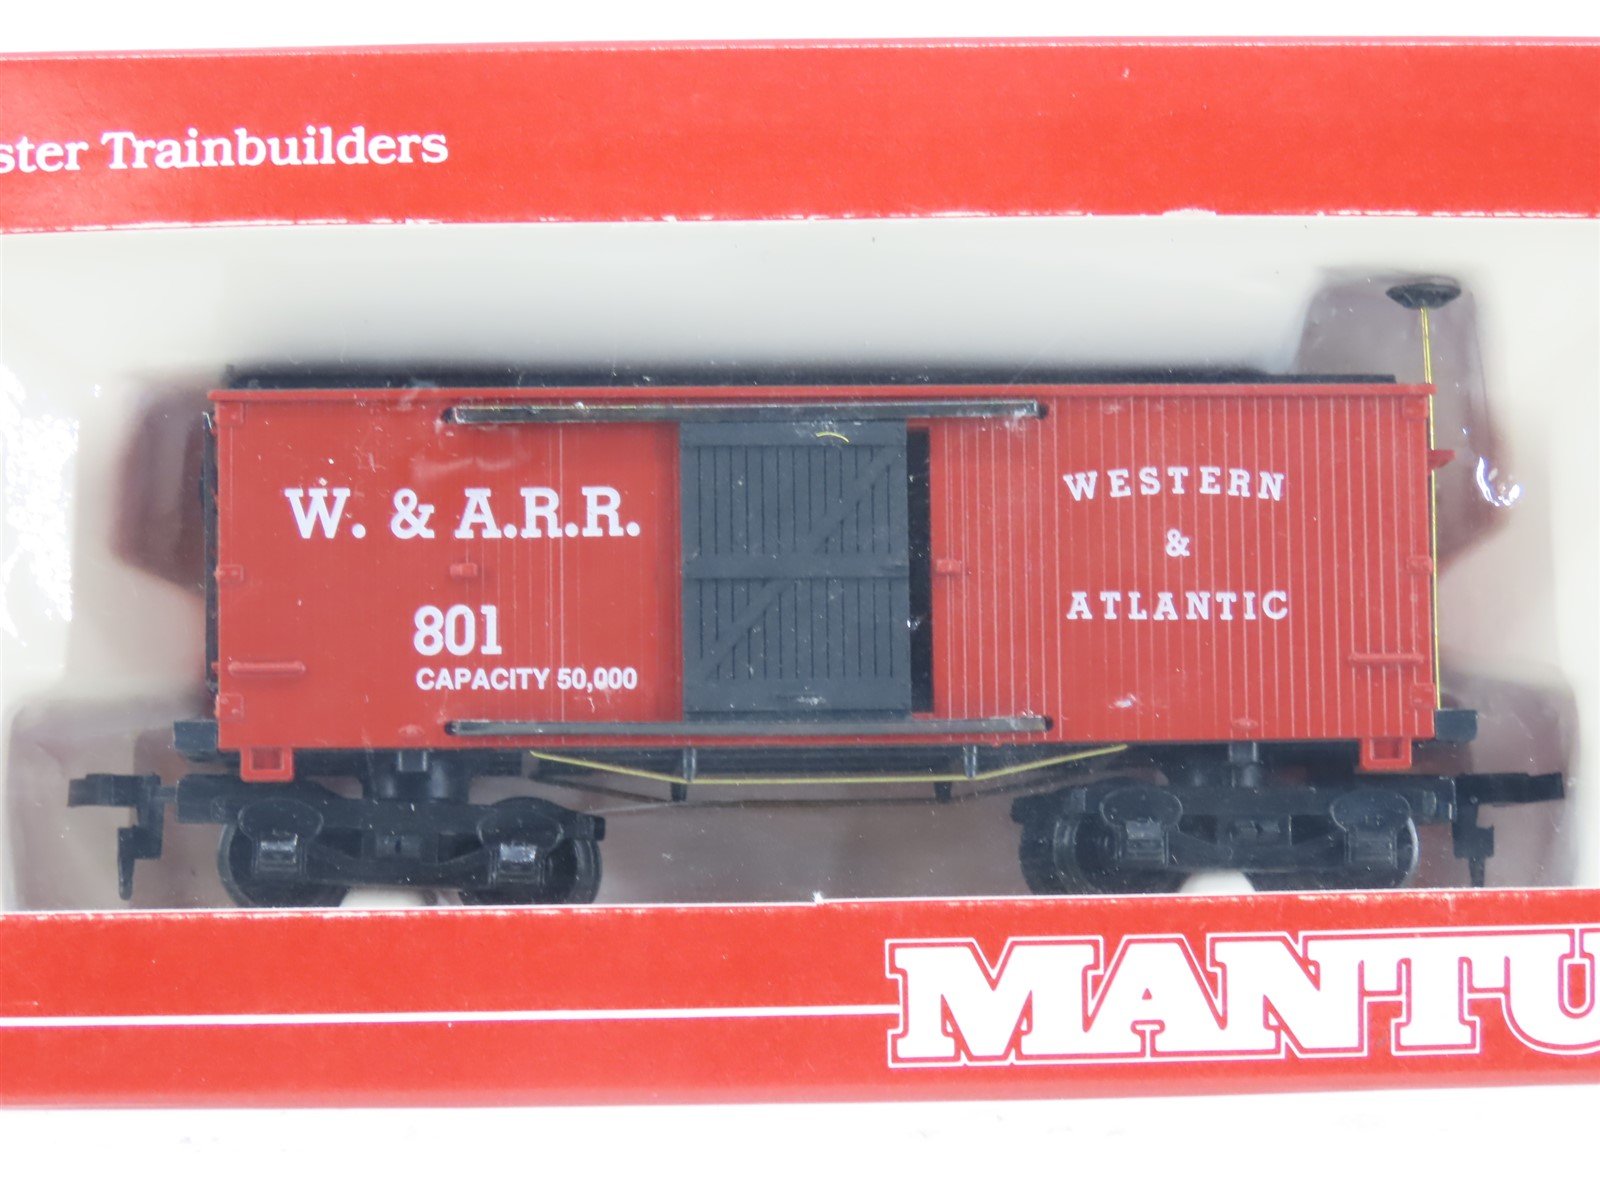 ster Trainbuilders
W. & A.R.R.
801
CAPACITY 50,000
WESTERN
&
ATLANTIC
MANTU